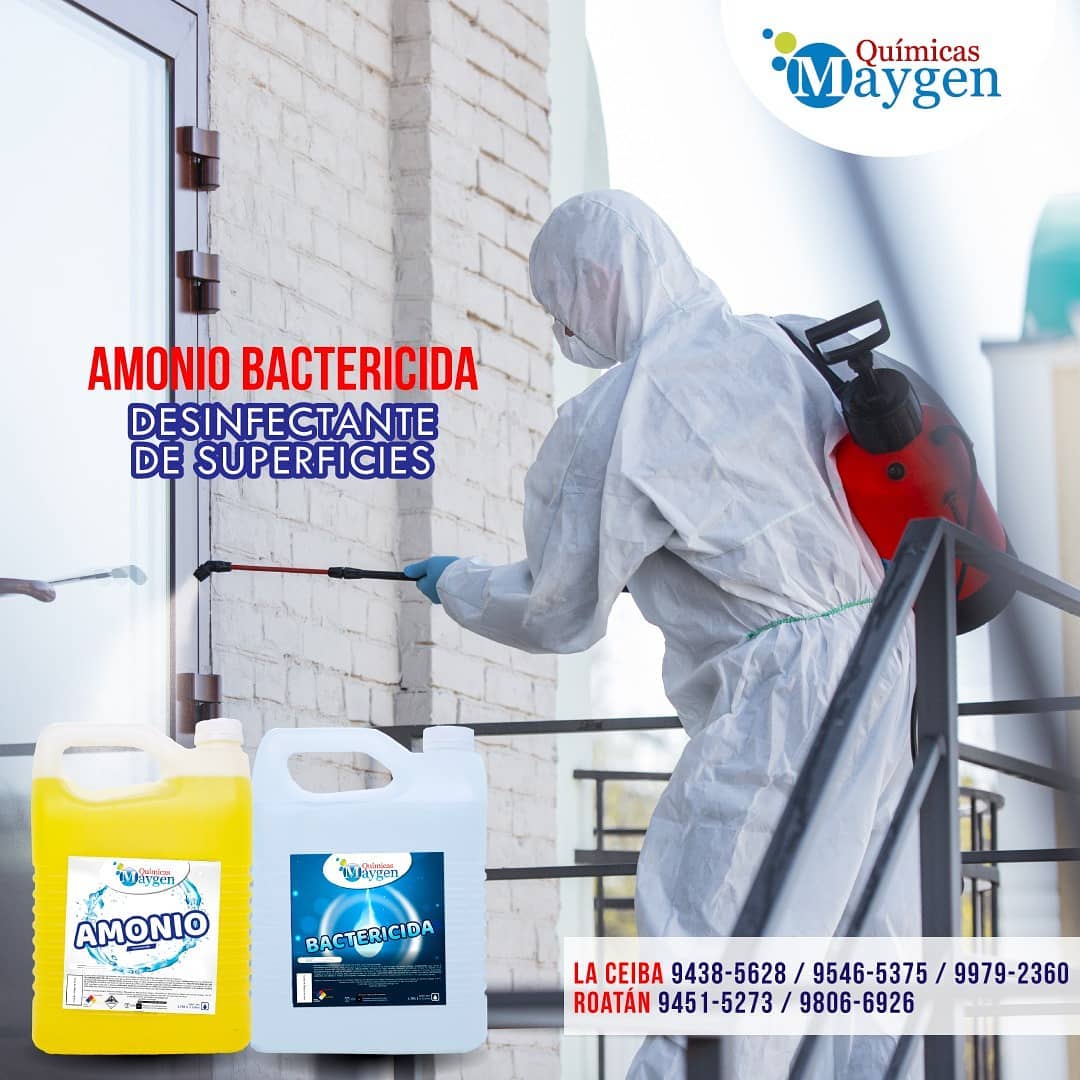 Químicas
Maygen
AMONIO BACTERICIDA
DESINFECTANTE
DE SUPERFICIES
Químicas
Maygen
AMONIO
Químicas
Maygen
BACTERICIDA
LA CEIBA 9438-5628 / 9546-5375 / 9979-2360
ROATÁN 9451-5273 / 9806-6926